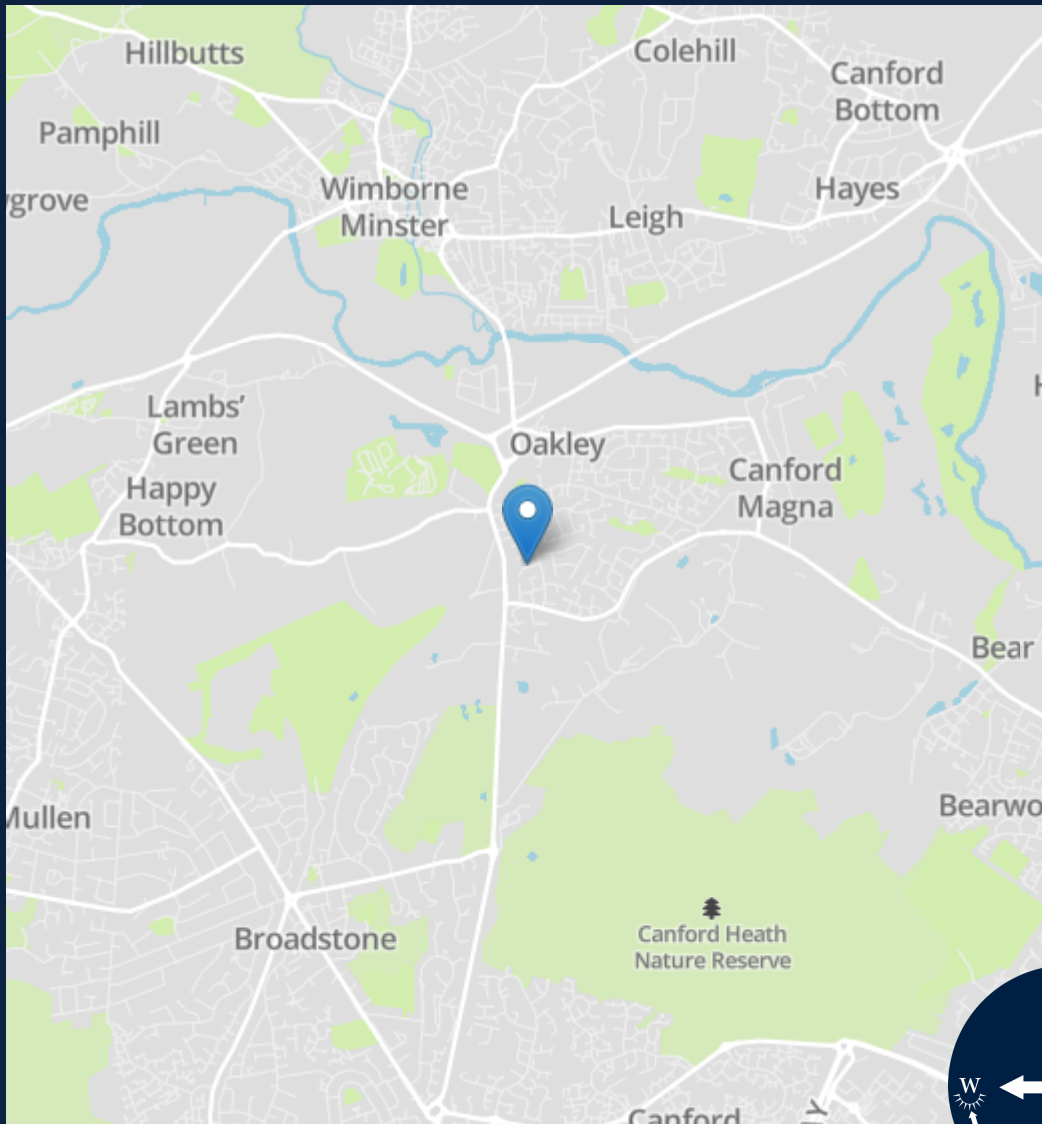 Hillbutts
Colehill
Canford
Bottom
Pamphill
Wimborne
Minster
Hayes
Leigh
Lambs'
Green
Oakley
Happy
Bottom
Canford
Magna
Bear
Mullen
Bearwo
Broadstone
Canford Heath
Nature Reserve
W
Canford